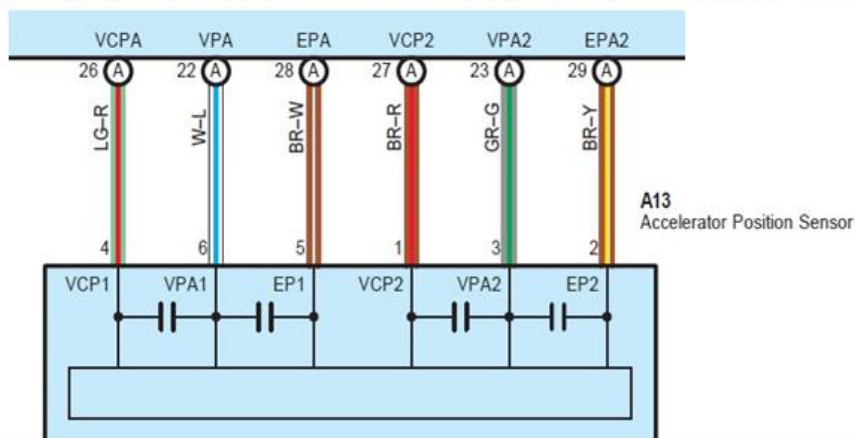 VCPA VPA EPA VCP2 VPA2 EPA2
26 A 22 A 28 A 27 A 23 A 29 A
LG–R W–L BR–W BR–R GR–G BR–Y
A13
Accelerator Position Sensor
4 6 5 1 3 2
VCP1 VPA1 EP1 VCP2 VPA2 EP2